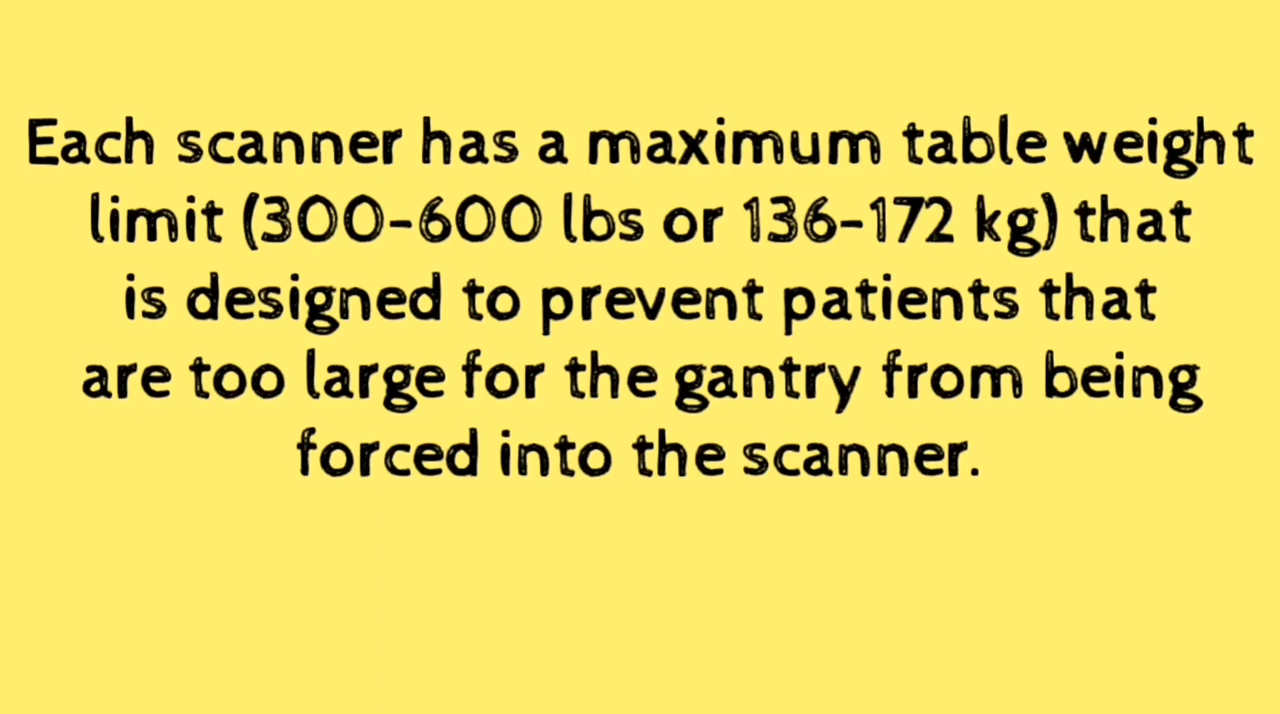 Each scanner has a maximum table weight
limit (300-600 lbs or 136-172 kg) that
is designed to prevent patients that
are too large for the gantry from being
forced into the scanner.